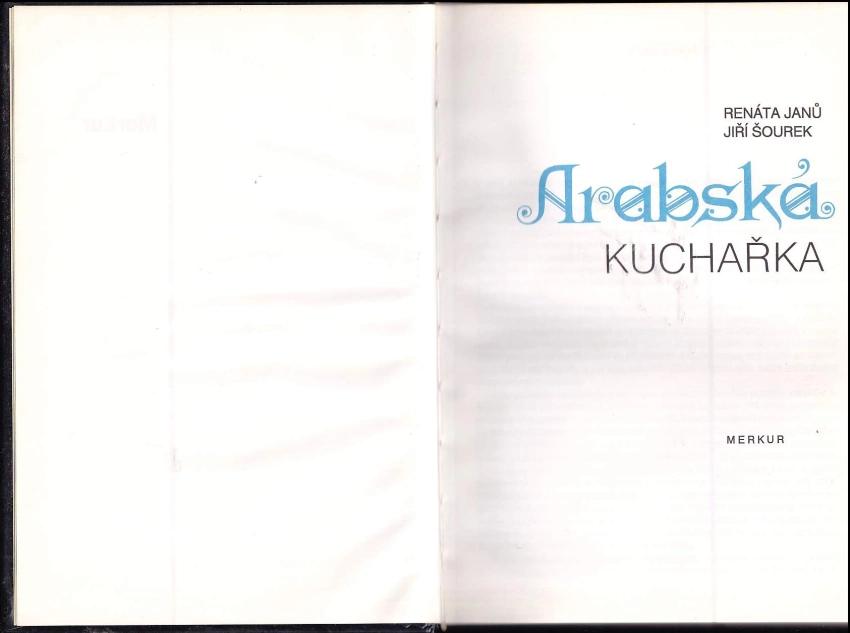 RENÁTA JANŮ
JIŘÍ ŠOUREK
Arabská
KUCHAŘKA
MERKUR